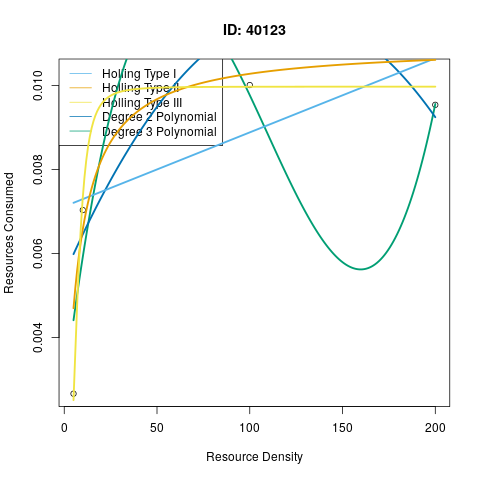 ID: 40123
Holling Type I
Holling Type II
Holling Type III
Degree 2 Polynomial
Degree 3 Polynomial
0.010
0.008
0.006
0.004
Resources Consumed
0
50
100
150
200
Resource Density